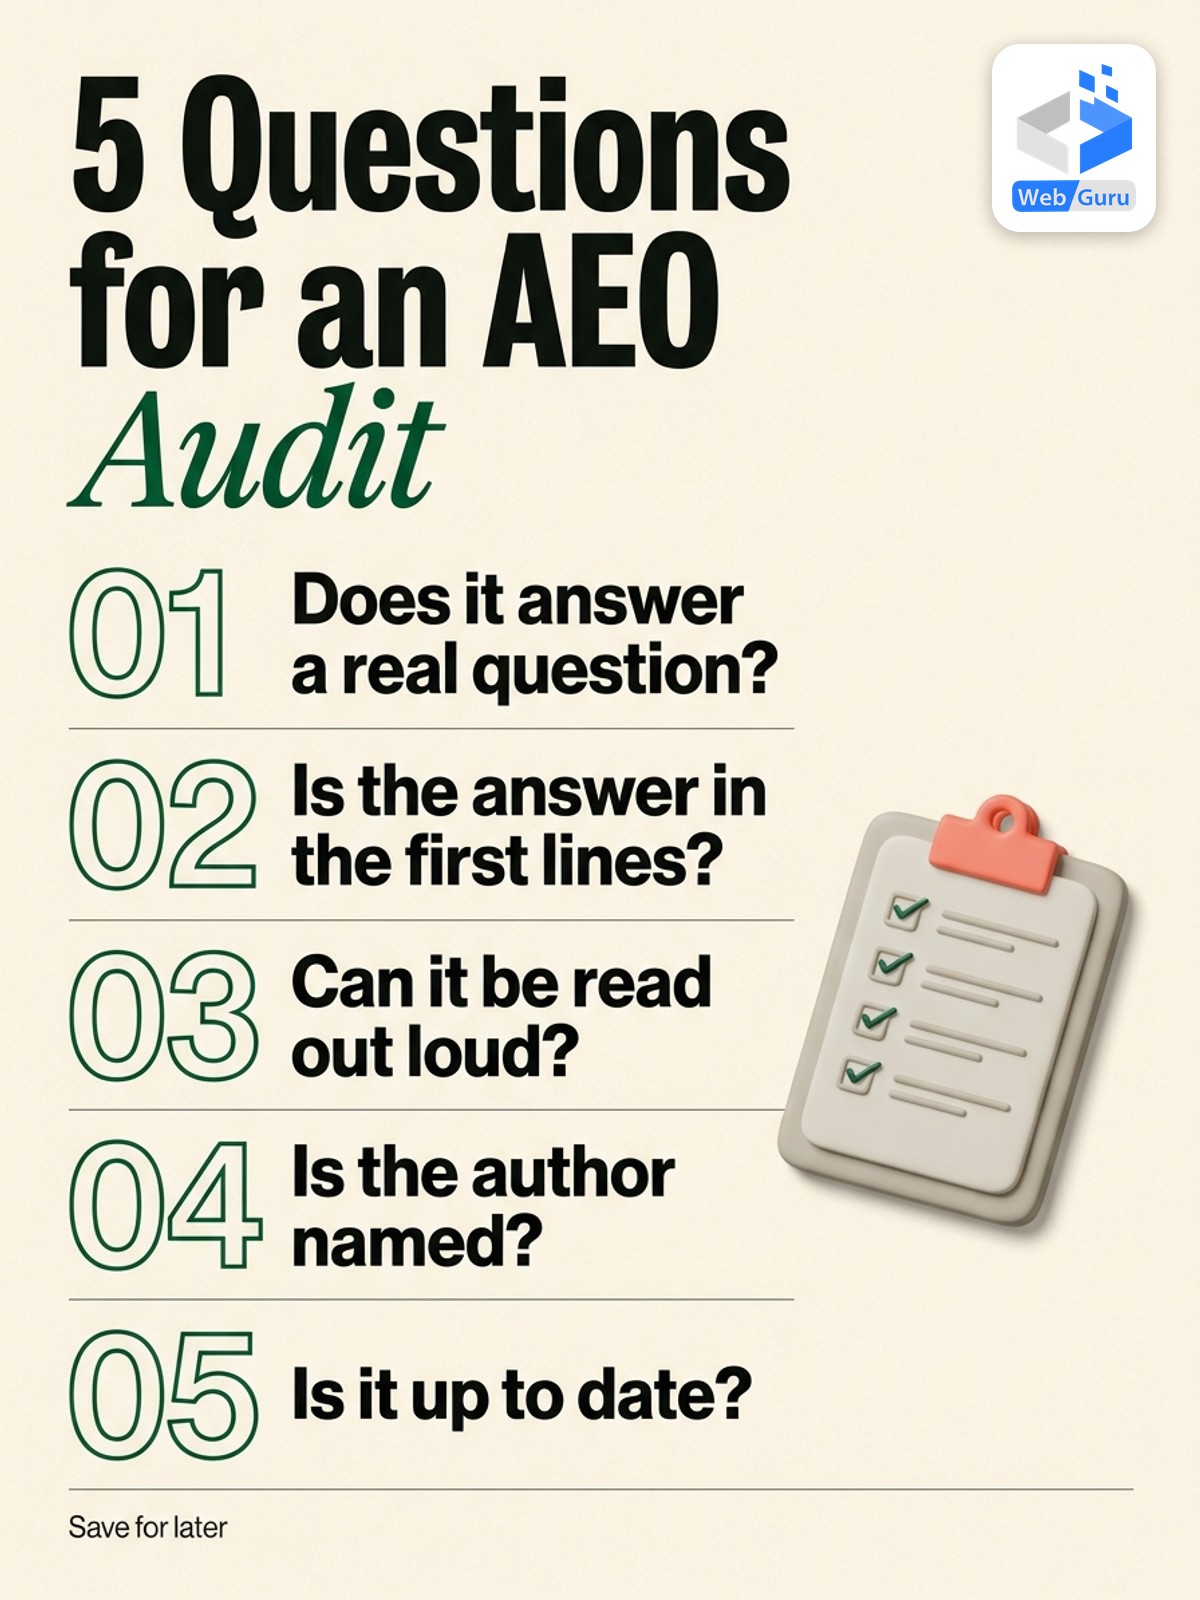 5 Questions
for an AEO
Audit
Web Guru
01
Does it answer
a real question?
02
Is the answer in
the first lines?
03
Can it be read
out loud?
04
Is the author
named?
05
Is it up to date?
Save for later